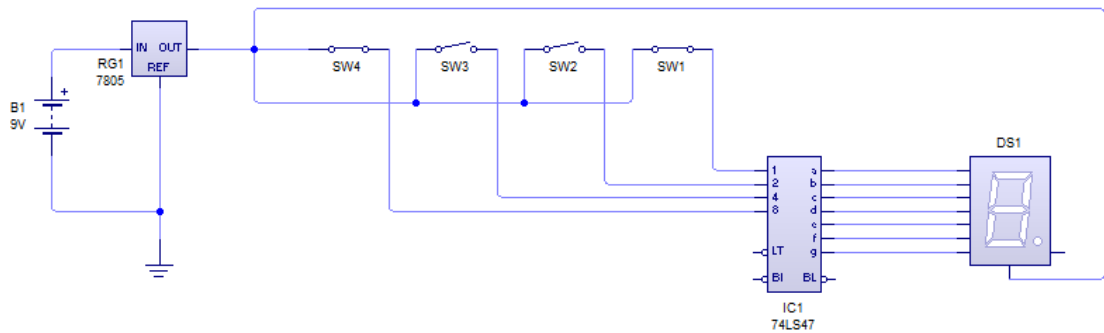 IN OUT
REF
RG1
7805
B1
9V
+
SW4
SW3
SW2
SW1
DS1
1 a
2 b
4 c
8 d
e
f
LT g
BI BL
IC1
74LS47